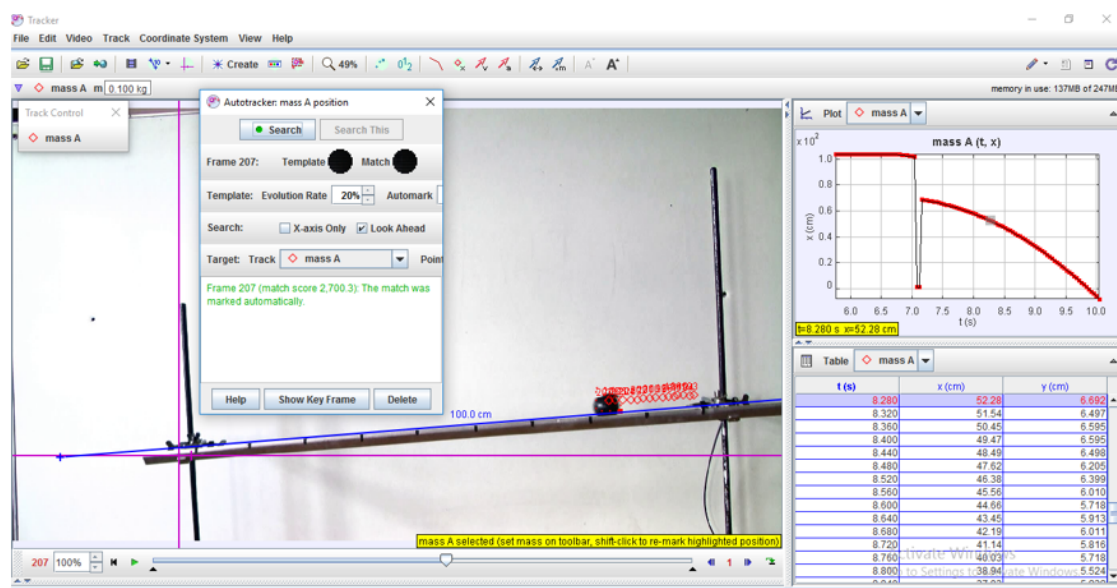 Tracker
File Edit Video Track Coordinate System View Help
Create 49%
mass A m 0.100 kg memory in use: 137MB of 247MB
Track Control
mass A
Autotracker: mass A position
Search Search This
Frame 207: Template Match
Template: Evolution Rate 20% Automark
Search: X-axis Only Look Ahead
Target: Track mass A Point
Frame 207 (match score 2,700.3): The match was
marked automatically.
Help Show Key Frame Delete
100.0 cm
mass A selected (set mass on toolbar, shift-click to re-mark highlighted position)
207 100% 1
Plot mass A
x 10²
mass A (t, x)
1.0
0.8
0.6
0.4
0.2
0
x (cm)
6.0 6.5 7.0 7.5 8.0 8.5 9.0 9.5 10.0
t (s)
t=8.280 s x=52.28 cm
Table mass A
t (s) x (cm) y (cm)
8.280 52.28 6.692
8.320 51.54 6.497
8.360 50.45 6.595
8.400 49.47 6.595
8.440 48.49 6.498
8.480 47.62 6.205
8.520 46.38 6.399
8.560 45.56 6.010
8.600 44.66 5.718
8.640 43.45 5.913
8.680 42.19 6.011
8.720 41.14 5.816
8.760 40.03 5.718
8.800 38.94 5.524